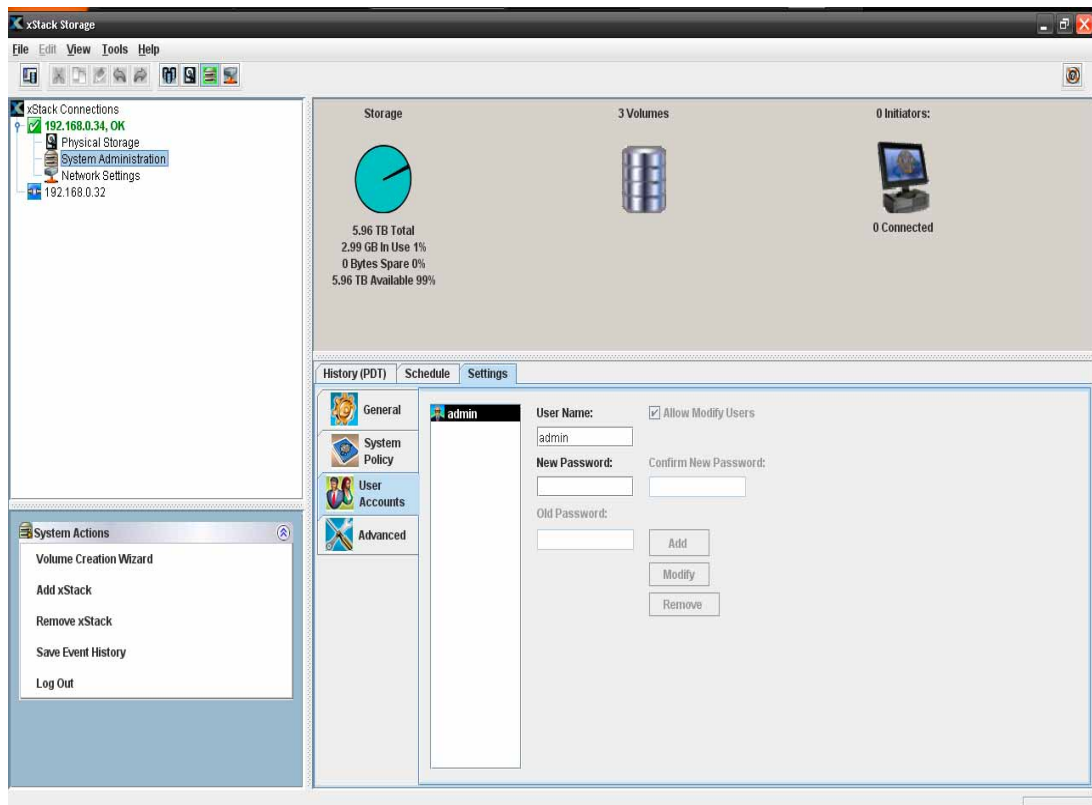 xStack Storage
File Edit View Tools Help
xStack Connections
192.168.0.34, OK
Physical Storage
System Administration
Network Settings
192.168.0.32
Storage
3 Volumes
0 Initiators:
5.96 TB Total
2.99 GB In Use 1%
0 Bytes Spare 0%
5.96 TB Available 99%
0 Connected
History (PDT) Schedule Settings
General
System
Policy
User
Accounts
Advanced
admin
User Name:
Allow Modify Users
admin
New Password:
Confirm New Password:
Old Password:
Add
Modify
Remove
System Actions
Volume Creation Wizard
Add xStack
Remove xStack
Save Event History
Log Out